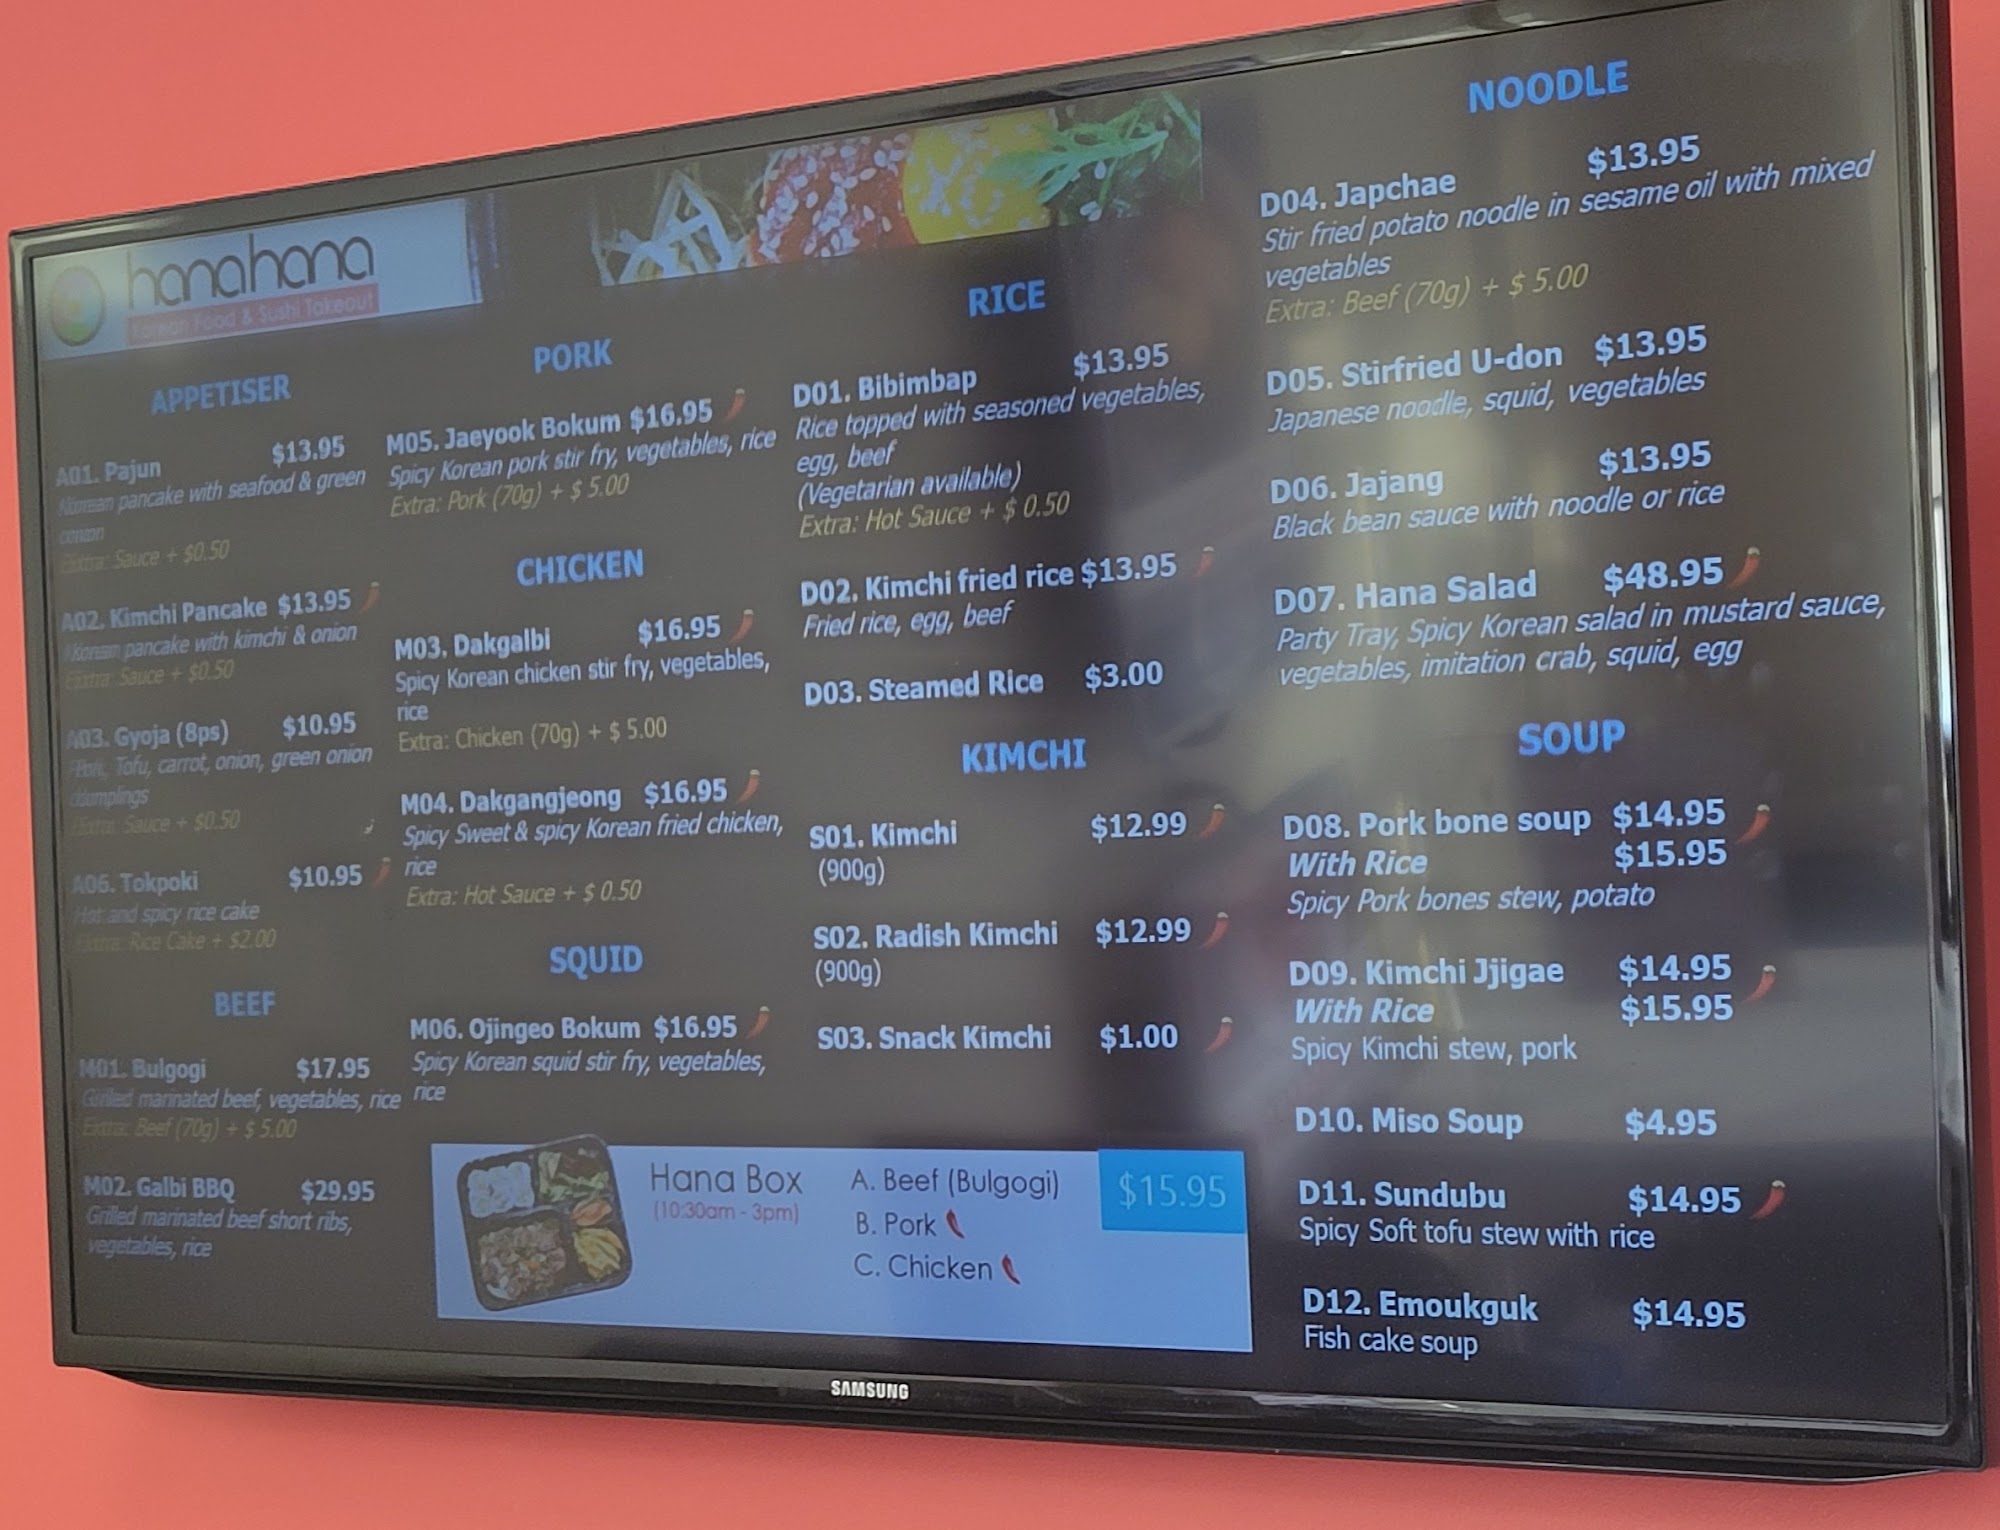 hanahana
Korean Food & Sushi Takeout
APPETISER
A01. Pajun $13.95
Korean pancake with seafood & green
onion
Extra: Sauce + $0.50
A02. Kimchi Pancake $13.95
Korean pancake with kimchi & onion
Extra: Sauce + $0.50
A03. Gyoja (8ps) $10.95
Pork, Tofu, carrot, onion, green onion
dumplings
Extra: Sauce + $0.50
A06. Tokpoki $10.95
Hot and spicy rice cake
Extra: Rice Cake + $2.00
BEEF
M01. Bulgogi $17.95
Grilled marinated beef, vegetables, rice
Extra: Beef (70g) + $ 5.00
M02. Galbi BBQ $29.95
Grilled marinated beef short ribs,
vegetables, rice
PORK
M05. Jaeyook Bokum $16.95
Spicy Korean pork stir fry, vegetables, rice
Extra: Pork (70g) + $ 5.00
CHICKEN
M03. Dakgalbi $16.95
Spicy Korean chicken stir fry, vegetables,
rice
Extra: Chicken (70g) + $ 5.00
M04. Dakgangjeong $16.95
Spicy Sweet & spicy Korean fried chicken,
rice
Extra: Hot Sauce + $ 0.50
SQUID
M06. Ojingeo Bokum $16.95
Spicy Korean squid stir fry, vegetables,
rice
RICE
D01. Bibimbap $13.95
Rice topped with seasoned vegetables,
egg, beef
(Vegetarian available)
Extra: Hot Sauce + $ 0.50
D02. Kimchi fried rice $13.95
Fried rice, egg, beef
D03. Steamed Rice $3.00
KIMCHI
S01. Kimchi $12.99
(900g)
S02. Radish Kimchi $12.99
(900g)
S03. Snack Kimchi $1.00
Hana Box
(10:30am - 3pm)
A. Beef (Bulgogi)
B. Pork
C. Chicken
$15.95
NOODLE
D04. Japchae $13.95
Stir fried potato noodle in sesame oil with mixed
vegetables
Extra: Beef (70g) + $ 5.00
D05. Stirfried U-don $13.95
Japanese noodle, squid, vegetables
D06. Jajang $13.95
Black bean sauce with noodle or rice
D07. Hana Salad $48.95
Party Tray, Spicy Korean salad in mustard sauce,
vegetables, imitation crab, squid, egg
SOUP
D08. Pork bone soup $14.95
With Rice $15.95
Spicy Pork bones stew, potato
D09. Kimchi Jjigae $14.95
With Rice $15.95
Spicy Kimchi stew, pork
D10. Miso Soup $4.95
D11. Sundubu $14.95
Spicy Soft tofu stew with rice
D12. Emoukguk $14.95
Fish cake soup
SAMSUNG